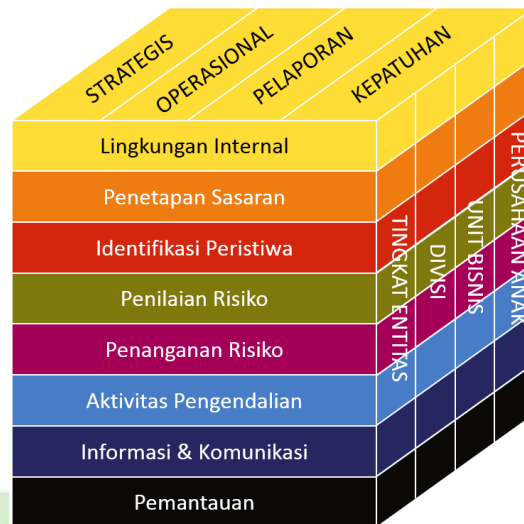 STRATEGIS
OPERASIONAL
PELAPORAN
KEPATUHAN
Lingkungan Internal
Penetapan Sasaran
Identifikasi Peristiwa
Penilaian Risiko
Penanganan Risiko
Aktivitas Pengendalian
Informasi & Komunikasi
Pemantauan
TINGKAT ENTITAS
DIVISI
UNIT BISNIS
PERUSAHAAN ANAK